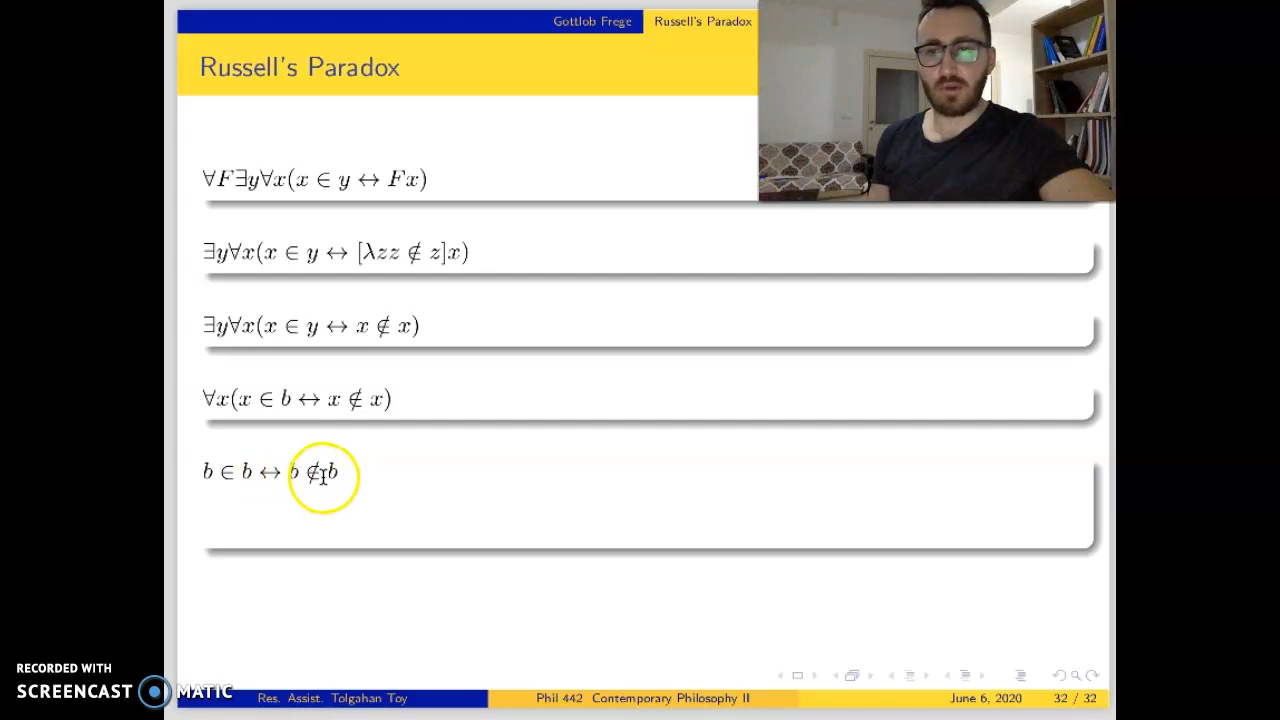 Gottlob Frege Russell's Paradox
Russell's Paradox
∀F∃y∀x(x ∈ y ↔ Fx)
∃y∀x(x ∈ y ↔ [λzz ∉ z]x)
∃y∀x(x ∈ y ↔ x ∉ x)
∀x(x ∈ b ↔ x ∉ x)
b ∈ b ↔ b ∉ b
RECORDED WITH
SCREENCAST MATIC
Res. Assist. Tolgahan Toy Phil 442 Contemporary Philosophy II June 6, 2020 32 / 32